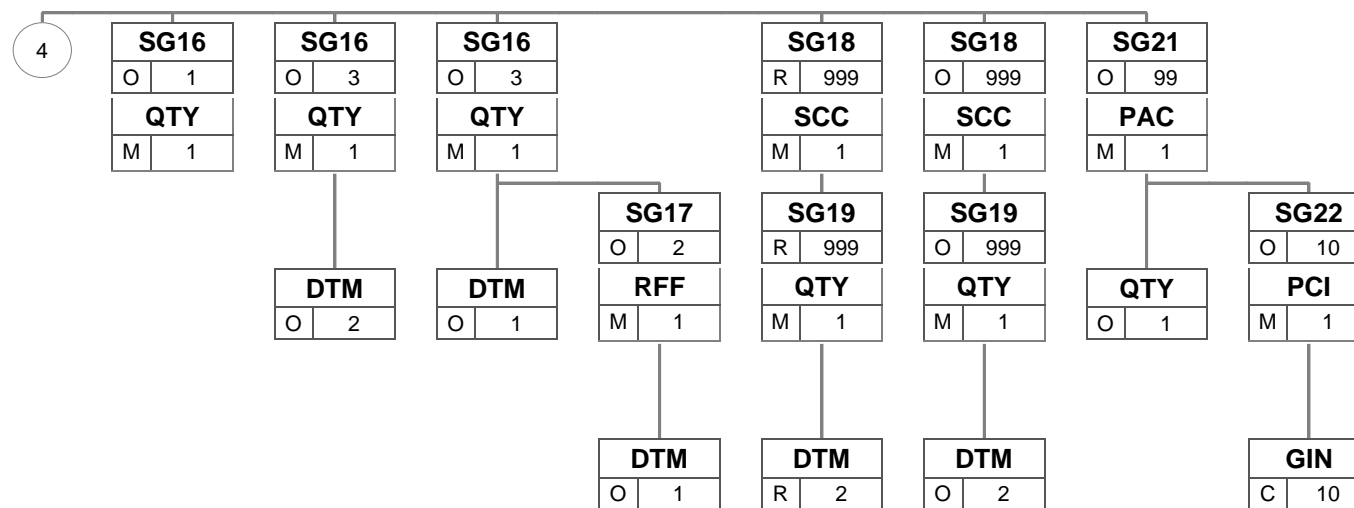 4
SG16 SG16 SG16 SG18 SG18 SG21
O 1 O 3 O 3 R 999 O 999 O 99
QTY QTY QTY SCC SCC PAC
M 1 M 1 M 1 M 1 M 1 M 1
SG17 SG19 SG19 SG22
O 2 R 999 O 999 O 10
DTM DTM RFF QTY QTY QTY PCI
O 2 O 1 M 1 M 1 M 1 O 1 M 1
DTM DTM DTM GIN
O 1 R 2 O 2 C 10